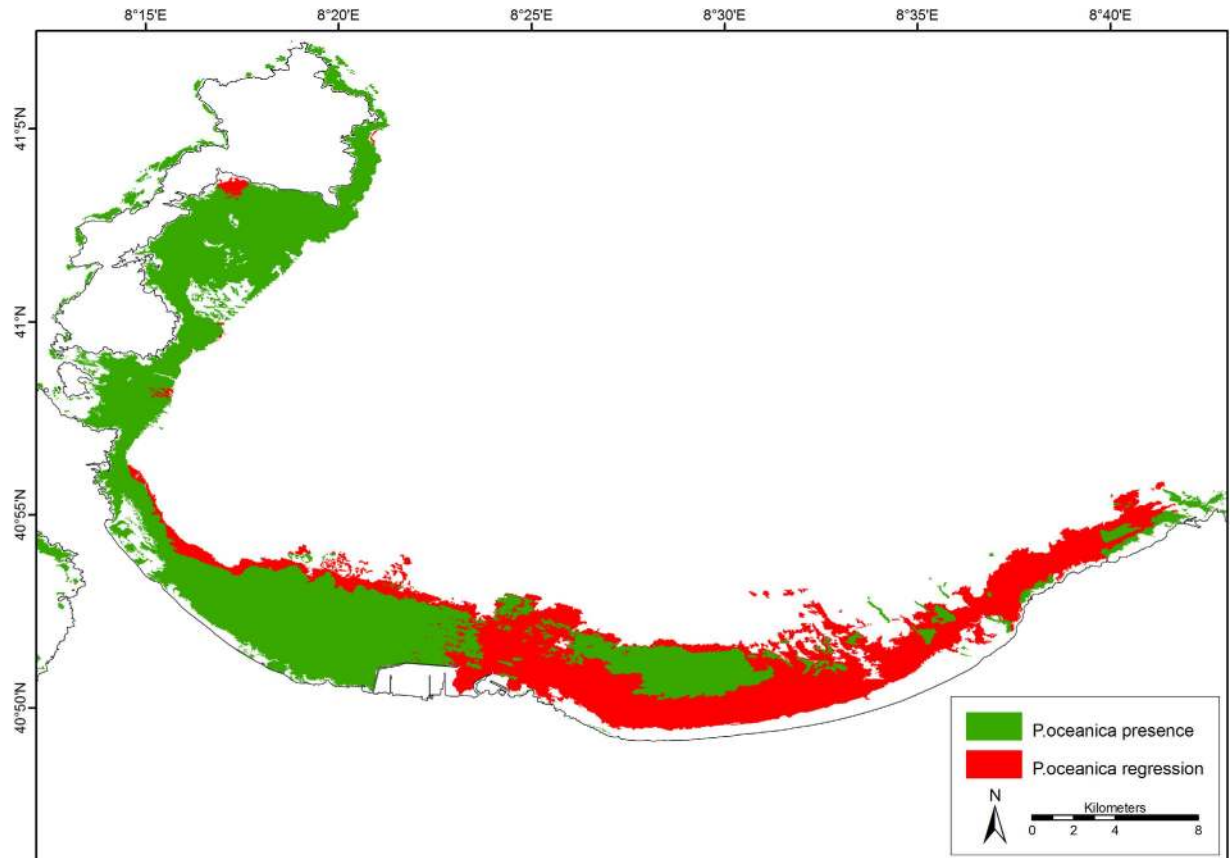 8°15'E 8°20'E 8°25'E 8°30'E 8°35'E 8°40'E
41°5'N
41°N
40°55'N
40°50'N
P.oceanica presence
P.oceanica regression
N
Kilometers
0 2 4 8